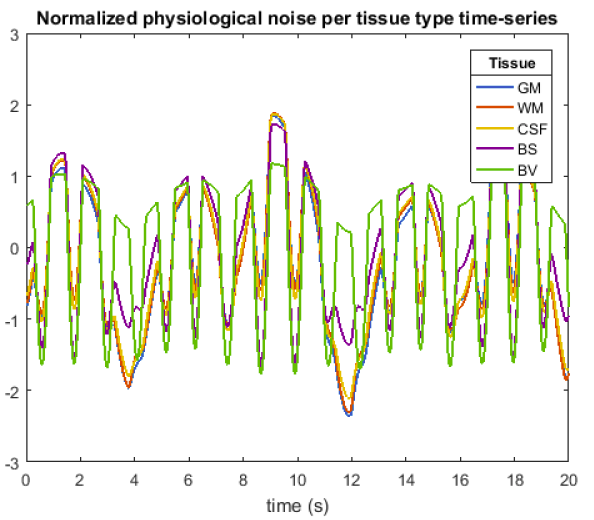 Normalized physiological noise per tissue type time-series
3
2
1
0
-1
-2
-3
Tissue
GM
WM
CSF
BS
BV
0 2 4 6 8 10 12 14 16 18 20
time (s)